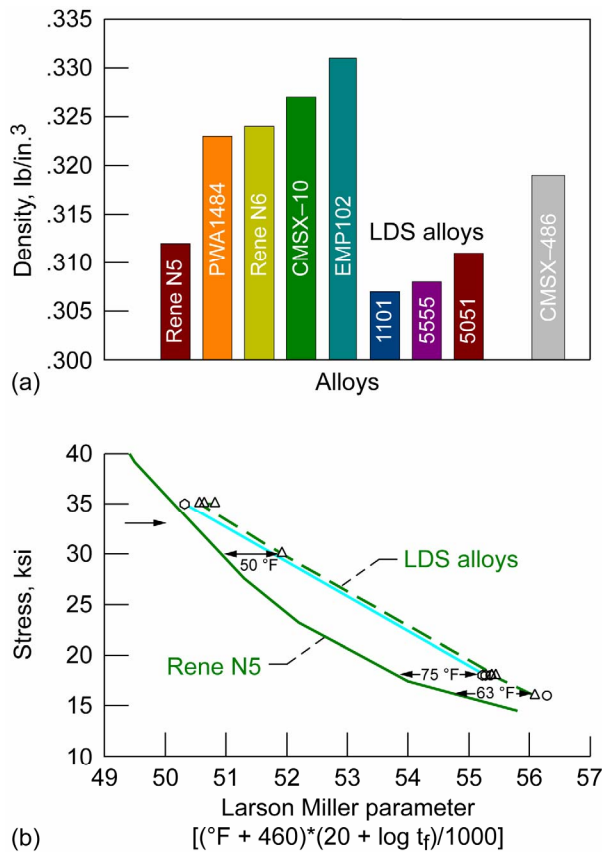 .335
.330
.325
.320
.315
.310
.305
.300
Density, lb/in.³
Rene N5
PWA1484
Rene N6
CMSX–10
EMP102
LDS alloys
1101
5555
5051
CMSX–486
(a)
Alloys
40
35
30
25
20
15
10
Stress, ksi
50 °F
LDS alloys
Rene N5
75 °F
63 °F
49 50 51 52 53 54 55 56 57
Larson Miller parameter
(b) [(°F + 460)*(20 + log t_f)/1000]